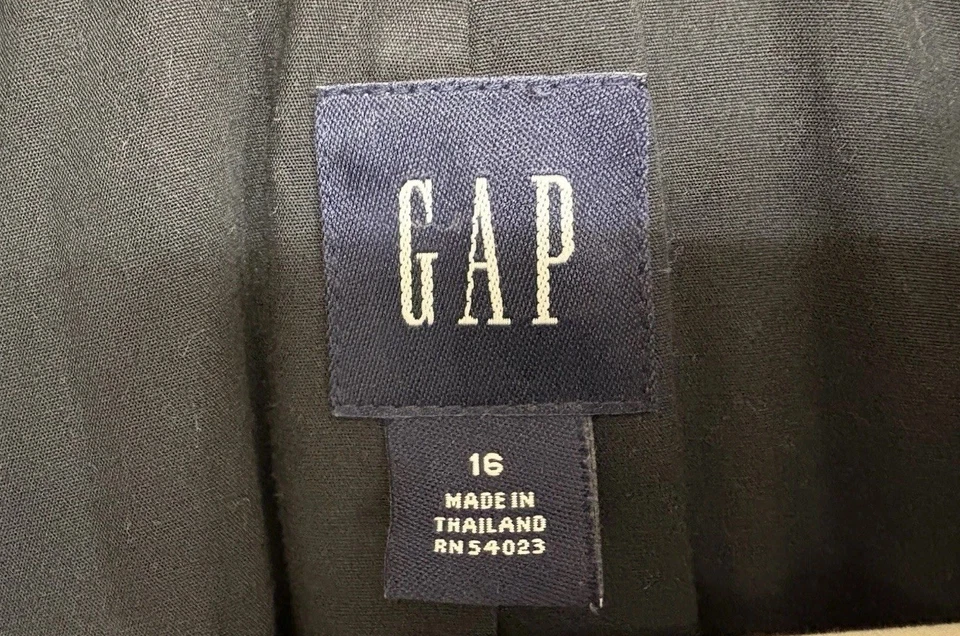 GAP
16
MADE IN
THAILAND
RN54023